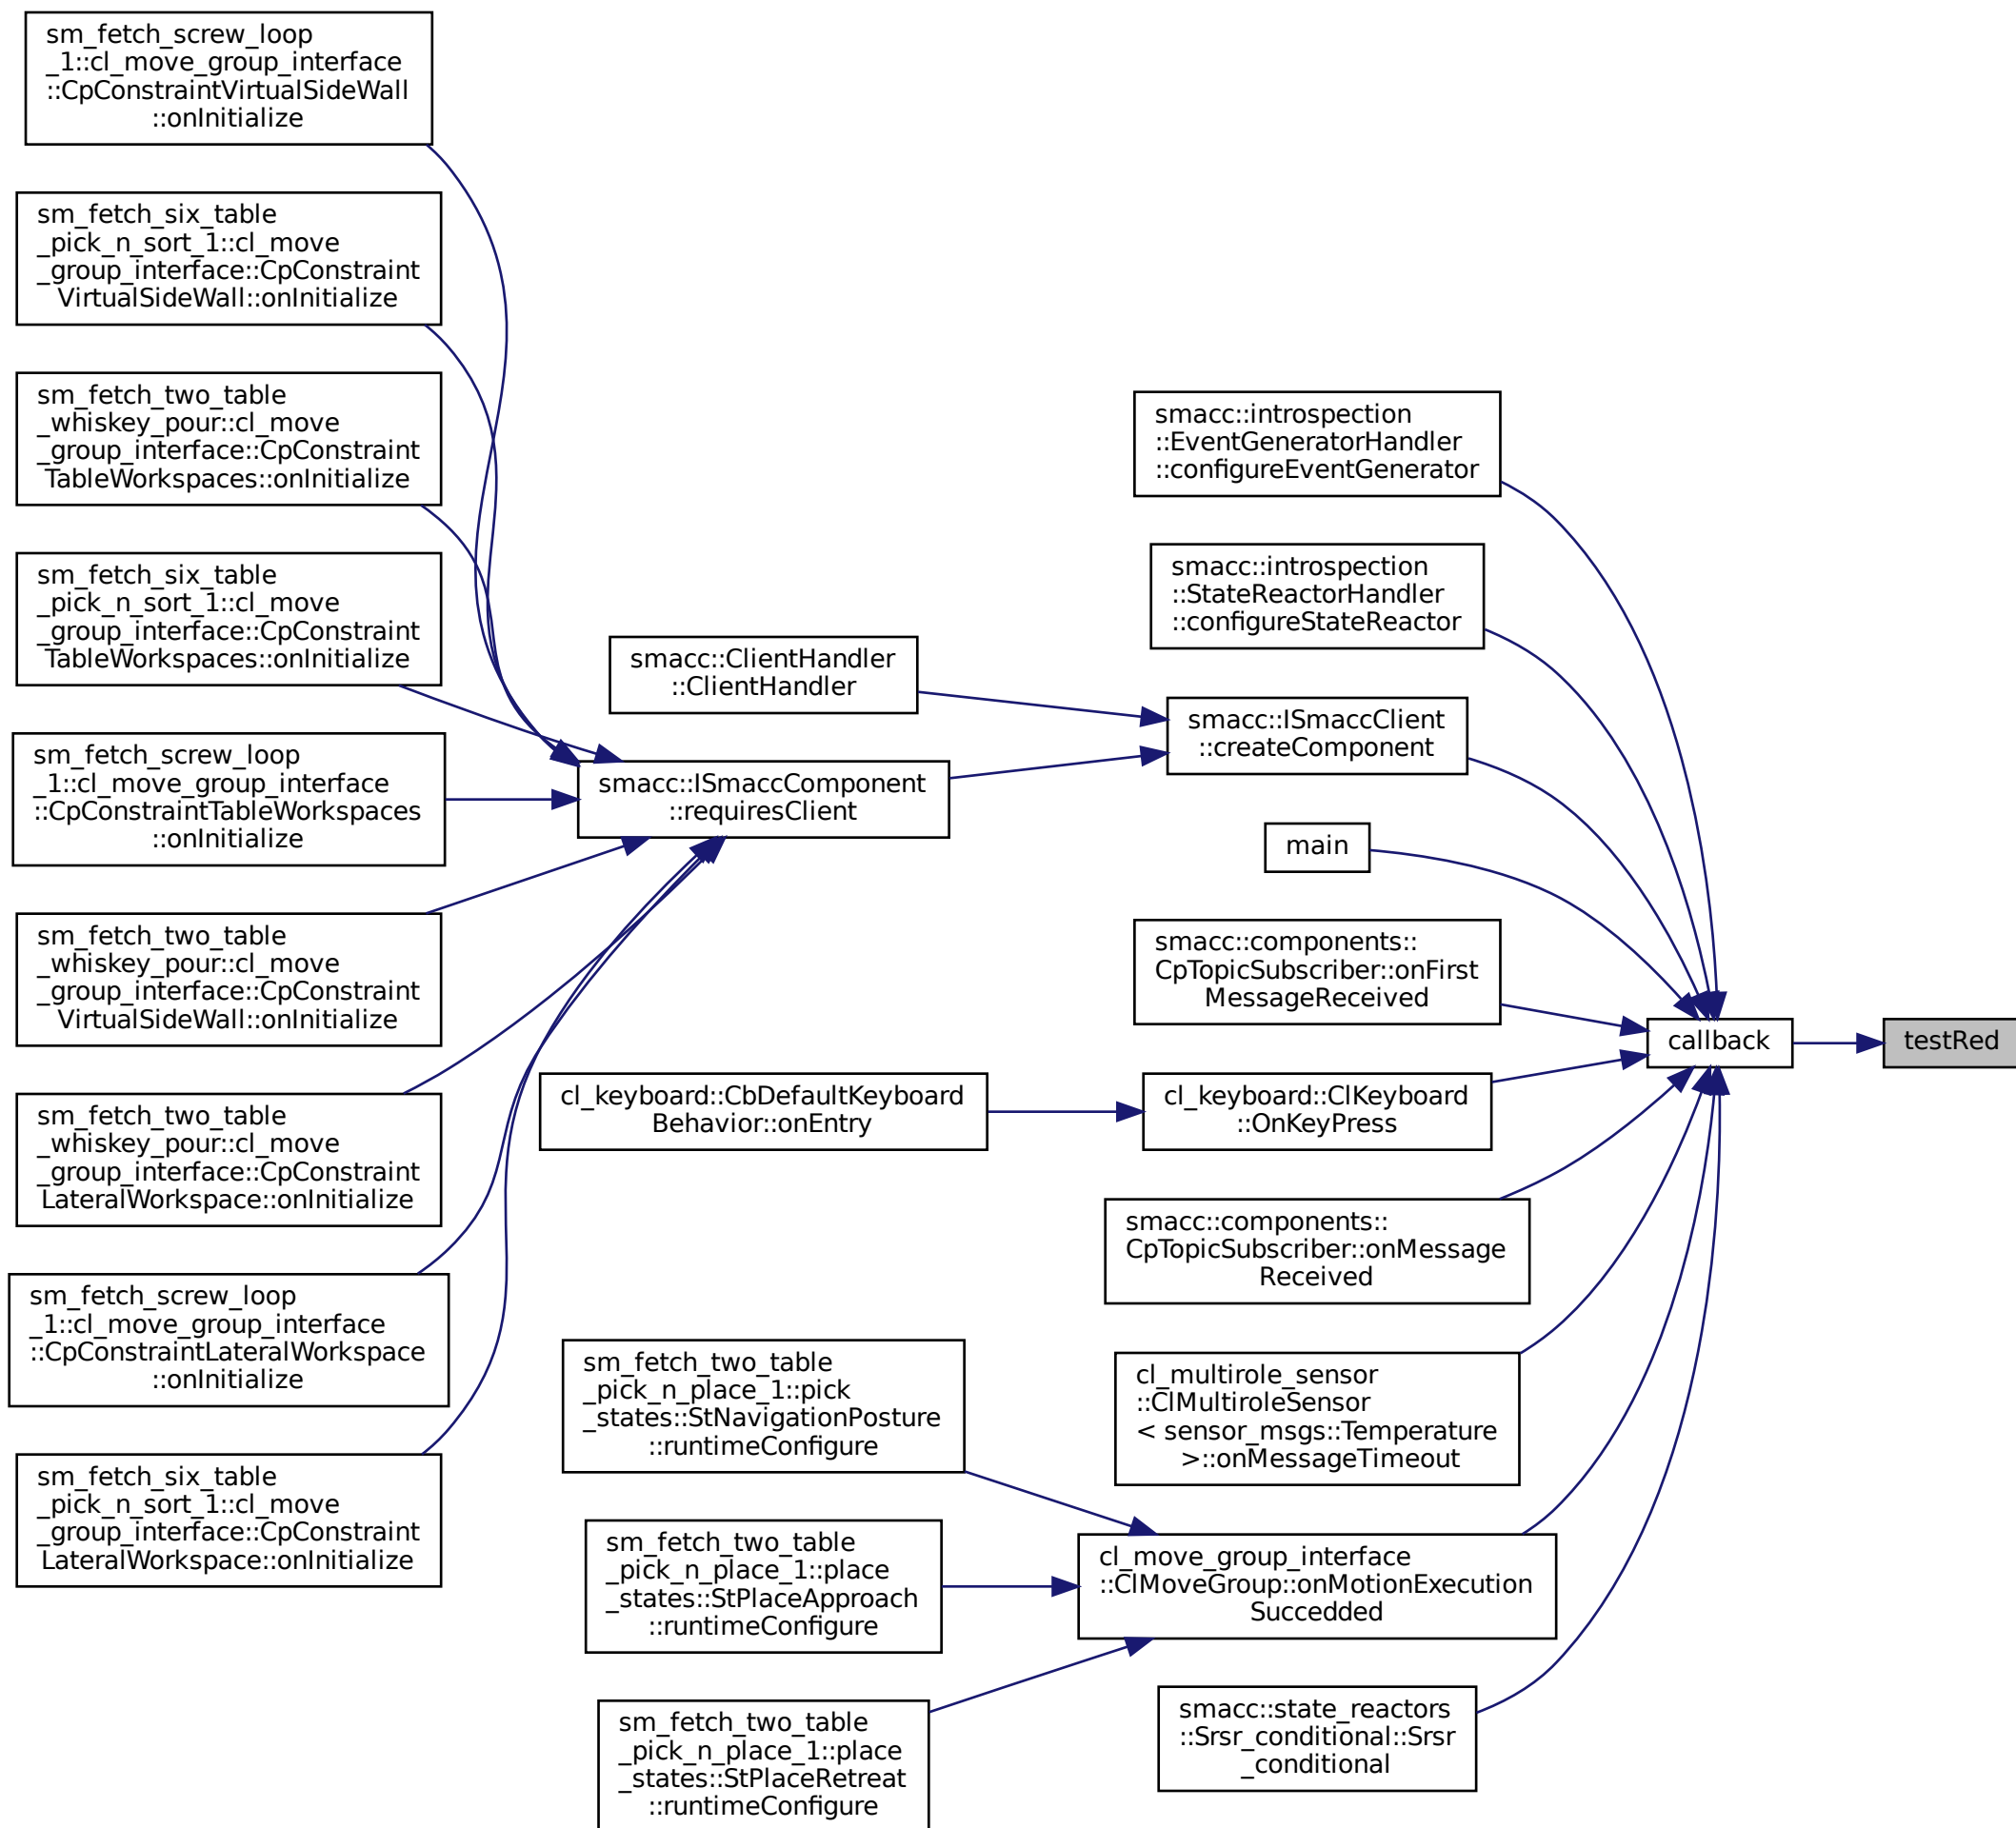 sm_fetch_screw_loop
_1::cl_move_group_interface
::CpConstraintVirtualSideWall
::onInitialize
sm_fetch_six_table
_pick_n_sort_1::cl_move
_group_interface::CpConstraint
VirtualSideWall::onInitialize
sm_fetch_two_table
_whiskey_pour::cl_move
_group_interface::CpConstraint
TableWorkspaces::onInitialize
sm_fetch_six_table
_pick_n_sort_1::cl_move
_group_interface::CpConstraint
TableWorkspaces::onInitialize
sm_fetch_screw_loop
_1::cl_move_group_interface
::CpConstraintTableWorkspaces
::onInitialize
sm_fetch_two_table
_whiskey_pour::cl_move
_group_interface::CpConstraint
VirtualSideWall::onInitialize
sm_fetch_two_table
_whiskey_pour::cl_move
_group_interface::CpConstraint
LateralWorkspace::onInitialize
sm_fetch_screw_loop
_1::cl_move_group_interface
::CpConstraintLateralWorkspace
::onInitialize
sm_fetch_six_table
_pick_n_sort_1::cl_move
_group_interface::CpConstraint
LateralWorkspace::onInitialize
smacc::ClientHandler
::ClientHandler
smacc::ISmaccComponent
::requiresClient
cl_keyboard::CbDefaultKeyboard
Behavior::onEntry
sm_fetch_two_table
_pick_n_place_1::pick
_states::StNavigationPosture
::runtimeConfigure
sm_fetch_two_table
_pick_n_place_1::place
_states::StPlaceApproach
::runtimeConfigure
sm_fetch_two_table
_pick_n_place_1::place
_states::StPlaceRetreat
::runtimeConfigure
smacc::introspection
::EventGeneratorHandler
::configureEventGenerator
smacc::introspection
::StateReactorHandler
::configureStateReactor
smacc::ISmaccClient
::createComponent
main
smacc::components::
CpTopicSubscriber::onFirst
MessageReceived
cl_keyboard::ClKeyboard
::OnKeyPress
smacc::components::
CpTopicSubscriber::onMessage
Received
cl_multirole_sensor
::ClMultiroleSensor
< sensor_msgs::Temperature
>::onMessageTimeout
cl_move_group_interface
::ClMoveGroup::onMotionExecution
Succedded
smacc::state_reactors
::Srsr_conditional::Srsr
_conditional
callback
testRed